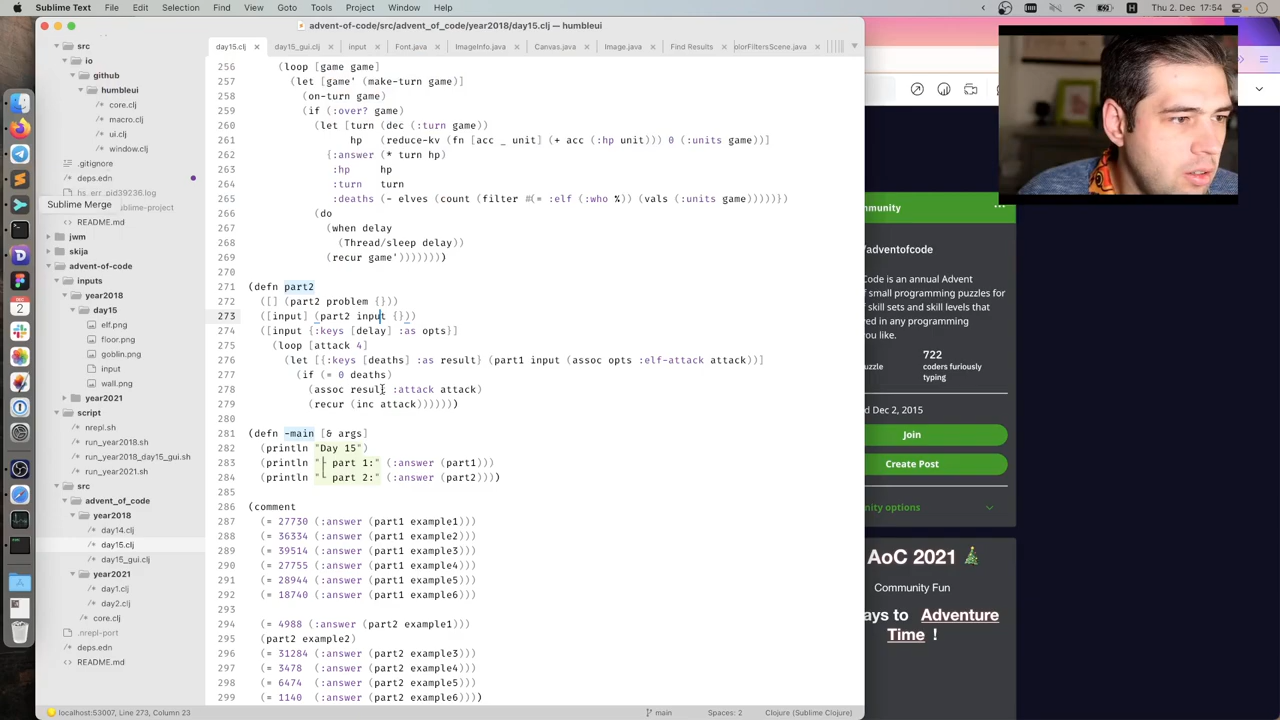 Sublime Text File Edit Selection Find View Goto Tools Project Window Help
Thu 2. Dec 17:54
advent-of-code/src/advent_of_code/year2018/day15.clj — humbleui
day15.clj day15_gui.clj input Font.java ImageInfo.java Canvas.java Image.java Find Results olorFiltersScene.java
src
io
github
humbleui
core.clj
macro.clj
ui.clj
window.clj
.gitignore
deps.edn
hs_err_pid39236.log
Sublime Merge
ublime-project
README.md
jwm
skija
advent-of-code
inputs
year2018
day15
elf.png
floor.png
goblin.png
input
wall.png
year2021
script
nrepl.sh
run_year2018.sh
run_year2018_day15_gui.sh
run_year2021.sh
src
advent_of_code
year2018
day14.clj
day15.clj
day15_gui.clj
year2021
day1.clj
day2.clj
core.clj
.nrepl-port
deps.edn
README.md
DEC
2
256 (loop [game game]
257 (let [game' (make-turn game)]
258 (on-turn game)
259 (if (:over? game)
260 (let [turn (dec (:turn game))
261 hp (reduce-kv (fn [acc _ unit] (+ acc (:hp unit))) 0 (:units game))]
262 {:answer (* turn hp)
263 :hp hp
264 :turn turn
265 :deaths (- elves (count (filter #(= :elf (:who %)) (vals (:units game)))))})
266 (do
267 (when delay
268 (Thread/sleep delay))
269 (recur game')))))))
270
271 (defn part2
272 ([] (part2 problem {}))
273 ([input] (part2 input {}))
274 ([input {:keys [delay] :as opts}]
275 (loop [attack 4]
276 (let [{:keys [deaths] :as result} (part1 input (assoc opts :elf-attack attack))]
277 (if (= 0 deaths)
278 (assoc result :attack attack)
279 (recur (inc attack))))))
280
281 (defn -main [& args]
282 (println "Day 15")
283 (println "├ part 1:" (:answer (part1)))
284 (println "└ part 2:" (:answer (part2))))
285
286 (comment
287 (= 27730 (:answer (part1 example1)))
288 (= 36334 (:answer (part1 example2)))
289 (= 39514 (:answer (part1 example3)))
290 (= 27755 (:answer (part1 example4)))
291 (= 28944 (:answer (part1 example5)))
292 (= 18740 (:answer (part1 example6)))
293
294 (= 4988 (:answer (part2 example1)))
295 (part2 example2)
296 (= 31284 (:answer (part2 example3)))
297 (= 3478 (:answer (part2 example4)))
298 (= 6474 (:answer (part2 example5)))
299 (= 1140 (:answer (part2 example6))))
localhost:53007, Line 273, Column 23 main Spaces: 2 Clojure (Sublime Clojure)
mmunity
/adventofcode
Code is an annual Advent
f small programming puzzles for
f skill sets and skill levels that
ved in any programming
you like.
722
uzzle coders furiously
typing
d Dec 2, 2015
Join
Create Post
nity options
AoC 2021
Community Fun
ays to Adventure
Time !